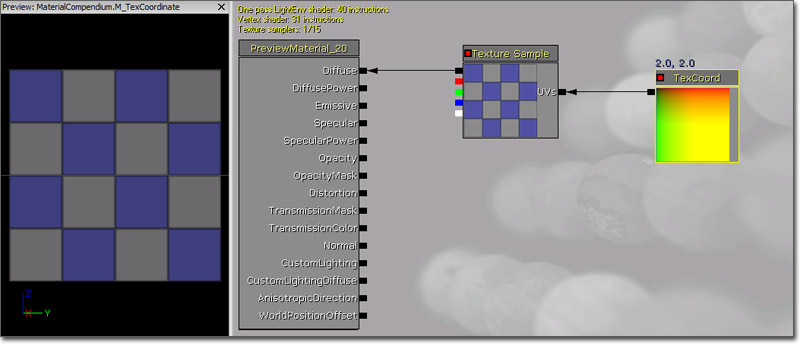 Preview: MaterialCompendium.M_TexCoordinate
Z
Y
X
One pass LightEnv shader: 40 instructions
Vertex shader: 31 instructions
Texture samplers: 1/15
PreviewMaterial_20
Diffuse
DiffusePower
Emissive
Specular
SpecularPower
Opacity
OpacityMask
Distortion
TransmissionMask
TransmissionColor
Normal
CustomLighting
CustomLightingDiffuse
AnisotropicDirection
WorldPositionOffset
Texture Sample
UVs
2.0, 2.0
TexCoord